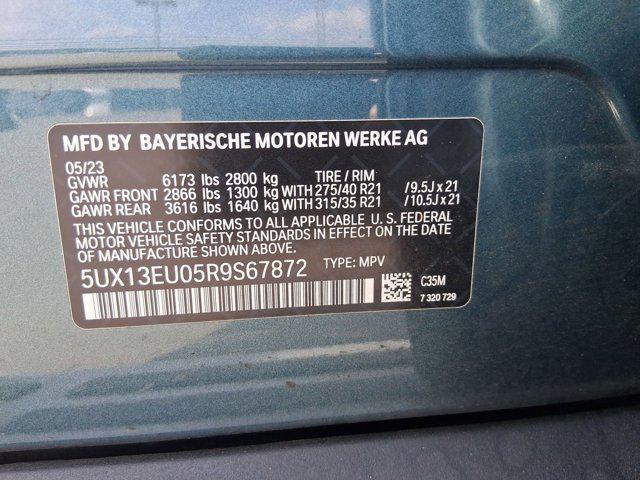 MFD BY BAYERISCHE MOTOREN WERKE AG
05/23
GVWR 6173 lbs 2800 kg TIRE / RIM
GAWR FRONT 2866 lbs 1300 kg WITH 275/40 R21 /9.5J x 21
GAWR REAR 3616 lbs 1640 kg WITH 315/35 R21 /10.5J x 21
THIS VEHICLE CONFORMS TO ALL APPLICABLE U. S. FEDERAL
MOTOR VEHICLE SAFETY STANDARDS IN EFFECT ON THE DATE OF
MANUFACTURE SHOWN ABOVE.
5UX13EU05R9S67872 TYPE: MPV
C35M
7 320 729